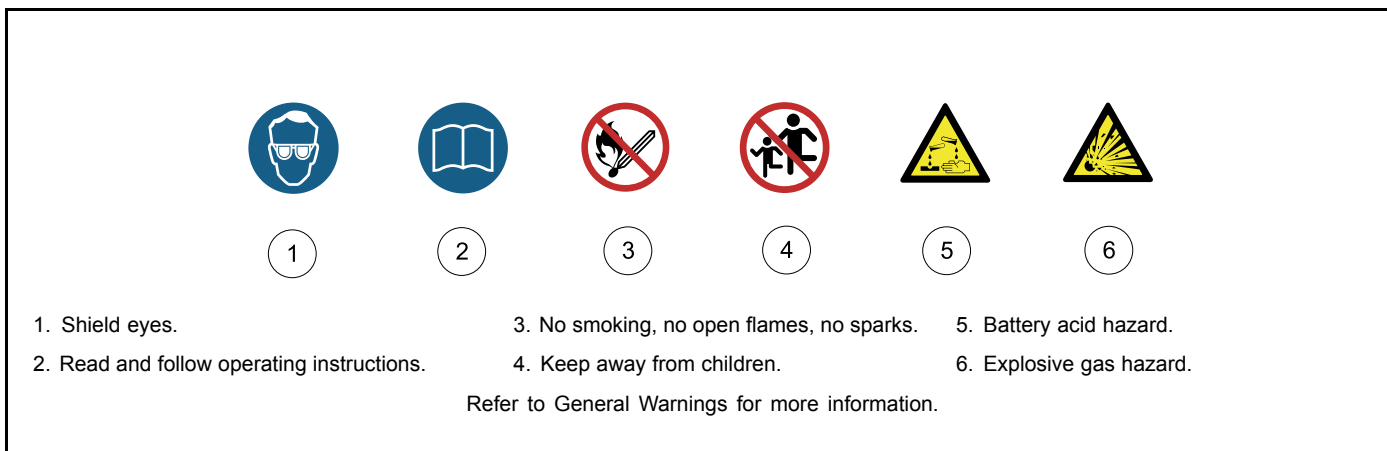 1
2
3
4
5
6
1. Shield eyes.
2. Read and follow operating instructions.
3. No smoking, no open flames, no sparks.
4. Keep away from children.
5. Battery acid hazard.
6. Explosive gas hazard.
Refer to General Warnings for more information.